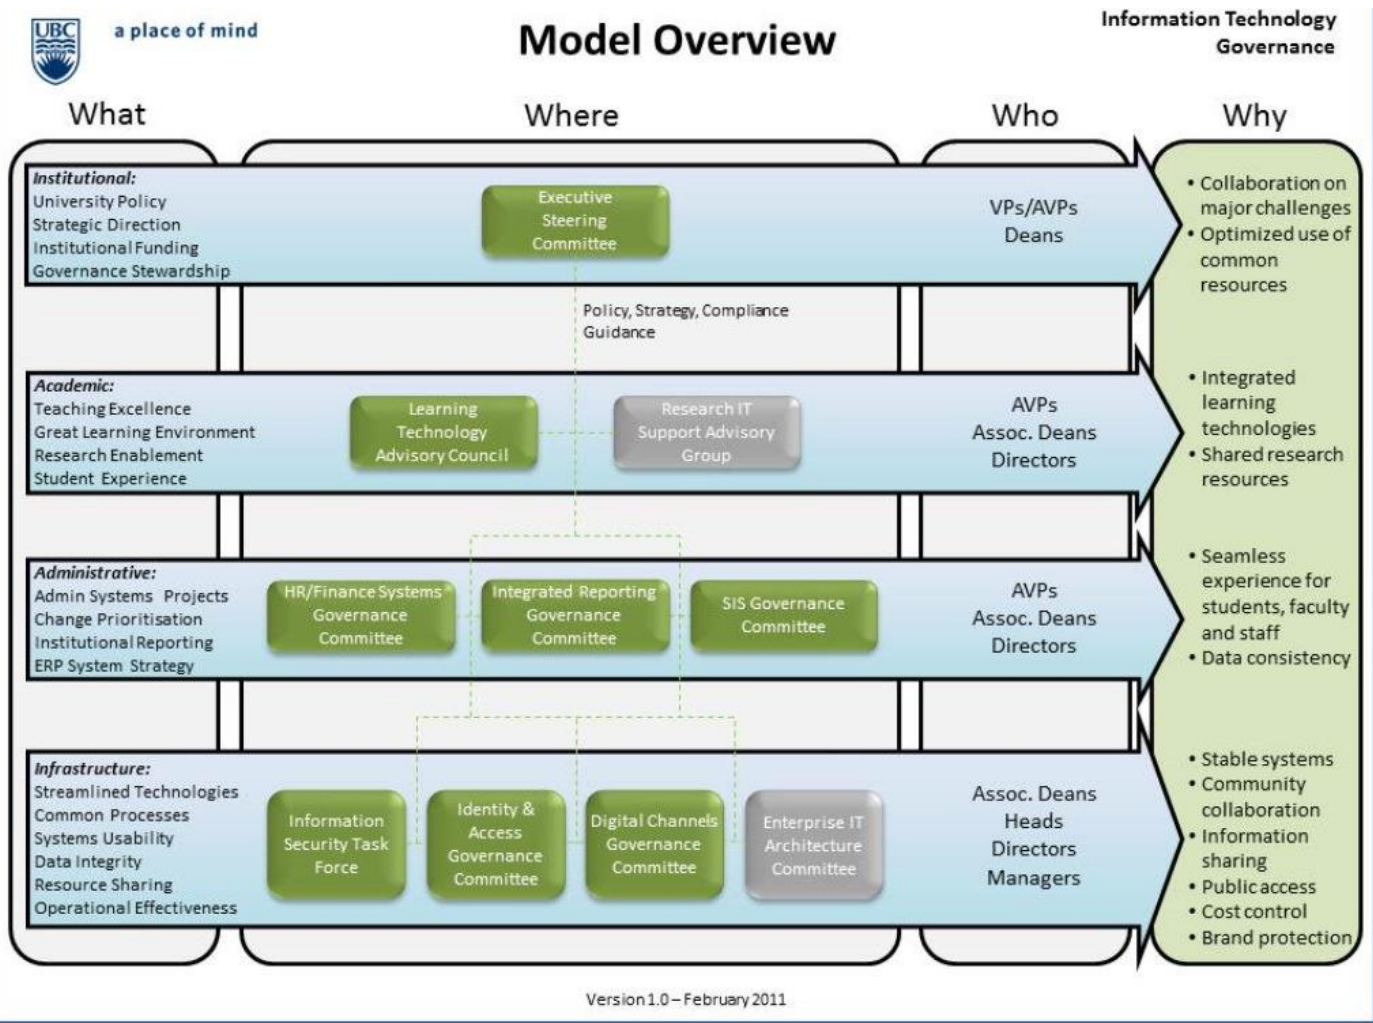 UBC
a place of mind
Model Overview
Information Technology
Governance
What
Where
Who
Why
Institutional:
University Policy
Strategic Direction
Institutional Funding
Governance Stewardship
Executive
Steering
Committee
VPs/AVPs
Deans
• Collaboration on
major challenges
• Optimized use of
common
resources
Policy, Strategy, Compliance
Guidance
Academic:
Teaching Excellence
Great Learning Environment
Research Enablement
Student Experience
Learning
Technology
Advisory Council
Research IT
Support Advisory
Group
AVPs
Assoc. Deans
Directors
• Integrated
learning
technologies
• Shared research
resources
Administrative:
Admin Systems Projects
Change Prioritisation
Institutional Reporting
ERP System Strategy
HR/Finance Systems
Governance
Committee
Integrated Reporting
Governance
Committee
SIS Governance
Committee
AVPs
Assoc. Deans
Directors
• Seamless
experience for
students, faculty
and staff
• Data consistency
Infrastructure:
Streamlined Technologies
Common Processes
Systems Usability
Data Integrity
Resource Sharing
Operational Effectiveness
Information
Security Task
Force
Identity &
Access
Governance
Committee
Digital Channels
Governance
Committee
Enterprise IT
Architecture
Committee
Assoc. Deans
Heads
Directors
Managers
• Stable systems
• Community
collaboration
• Information
sharing
• Public access
• Cost control
• Brand protection
Version 1.0 – February 2011